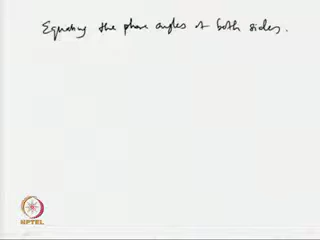 Equating the phase angles of both sides.
NPTEL